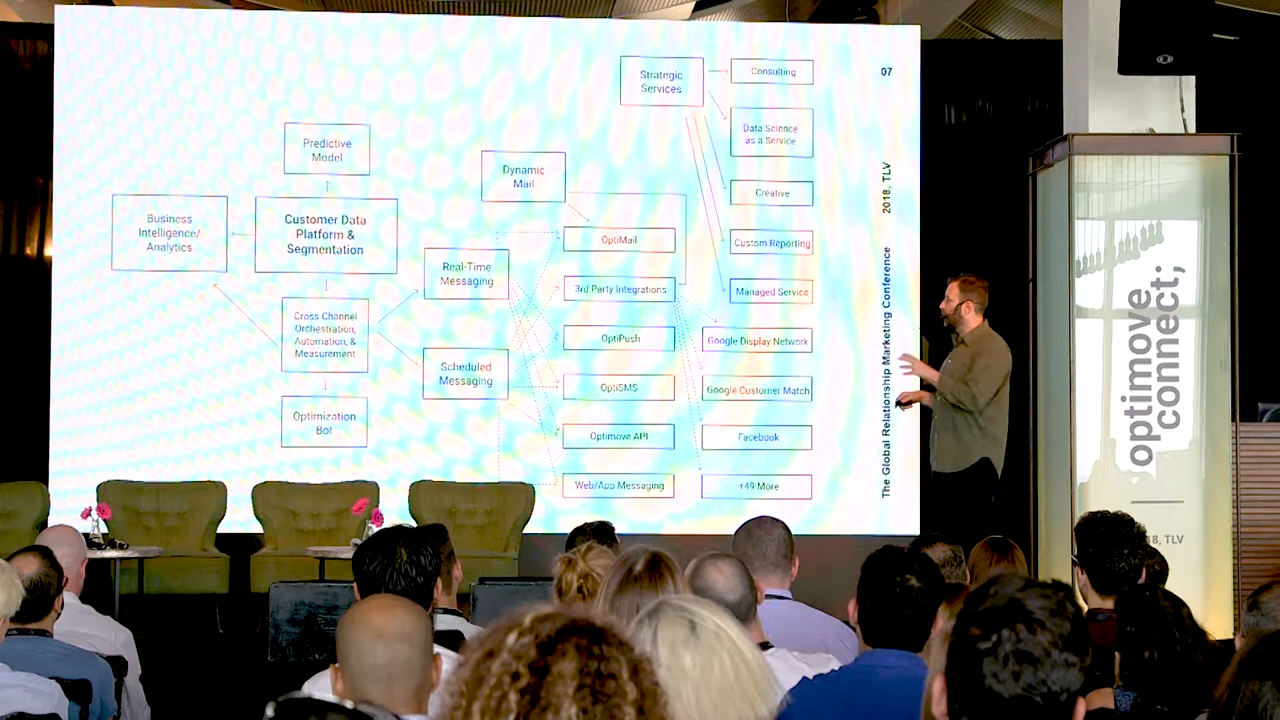 07
Strategic
Services
Consulting
Data Science
as a Service
Creative
Custom Reporting
Managed Service
Predictive
Model
Dynamic
Mail
Business
Intelligence/
Analytics
Customer Data
Platform &
Segmentation
Real-Time
Messaging
Cross Channel
Orchestration,
Automation, &
Measurement
Scheduled
Messaging
Optimization
Bot
OptiMail
3rd Party Integrations
OptiPush
OptiSMS
Optimove API
Web/App Messaging
Google Display Network
Google Customer Match
Facebook
+49 More
The Global Relationship Marketing Conference
2018, TLV
optimove
connect;
18, TLV